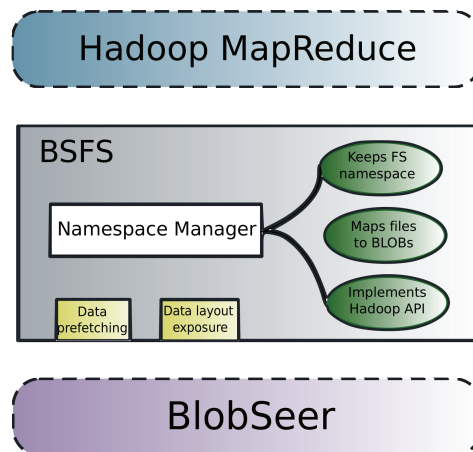 Hadoop MapReduce
BSFS
Keeps FS
namespace
Namespace Manager
Maps files
to BLOBs
Implements
Hadoop API
Data
prefetching
Data layout
exposure
BlobSeer